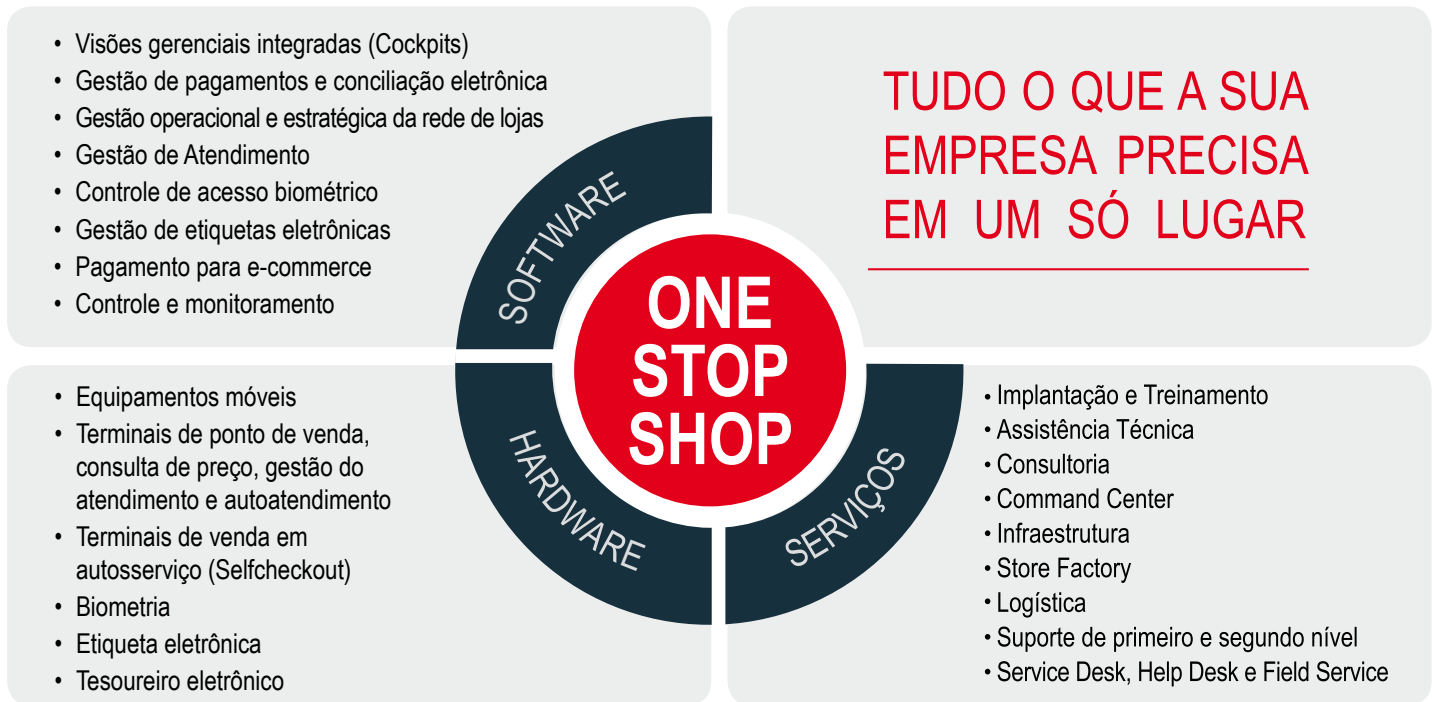 • Visões gerenciais integradas (Cockpits)
• Gestão de pagamentos e conciliação eletrônica
• Gestão operacional e estratégica da rede de lojas
• Gestão de Atendimento
• Controle de acesso biométrico
• Gestão de etiquetas eletrônicas
• Pagamento para e-commerce
• Controle e monitoramento
TUDO O QUE A SUA
EMPRESA PRECISA
EM UM SÓ LUGAR
SOFTWARE
ONE
STOP
SHOP
HARDWARE
SERVIÇOS
• Equipamentos móveis
• Terminais de ponto de venda,
consulta de preço, gestão do
atendimento e autoatendimento
• Terminais de venda em
autosserviço (Selfcheckout)
• Biometria
• Etiqueta eletrônica
• Tesoureiro eletrônico
• Implantação e Treinamento
• Assistência Técnica
• Consultoria
• Command Center
• Infraestrutura
• Store Factory
• Logística
• Suporte de primeiro e segundo nível
• Service Desk, Help Desk e Field Service